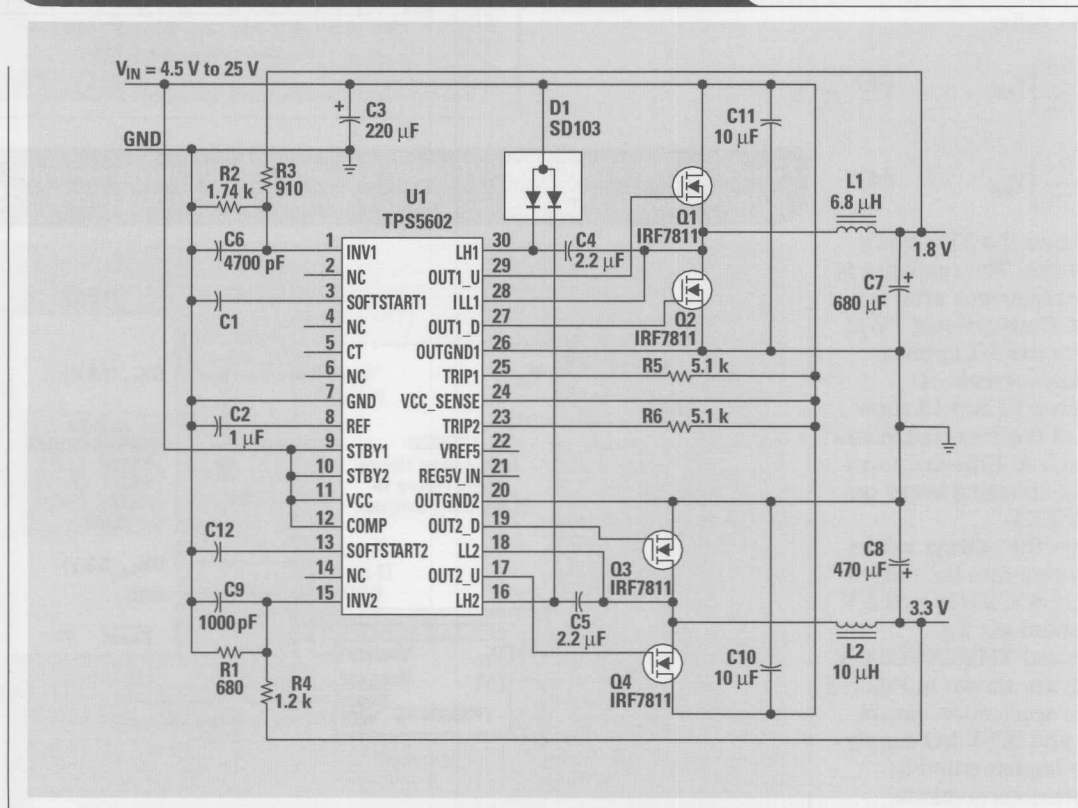 V_IN = 4.5 V to 25 V
GND
C3
220 μF
+
D1
SD103
C11
10 μF
R2
1.74 k
R3
910
U1
TPS5602
Q1
IRF7811
L1
6.8 μH
1.8 V
C6
4700 pF
C4
2.2 μF
C7
680 μF
+
C1
Q2
IRF7811
1 INV1
2 NC
3 SOFTSTART1
4 NC
5 CT
6 NC
7 GND
8 REF
9 STBY1
10 STBY2
11 VCC
12 COMP
13 SOFTSTART2
14 NC
15 INV2
LH1 30
OUT1_U 29
ILL1 28
OUT1_D 27
OUTGND1 26
TRIP1 25
VCC_SENSE 24
TRIP2 23
VREF5 22
REG5V_IN 21
OUTGND2 20
OUT2_D 19
LL2 18
OUT2_U 17
LH2 16
R5 5.1 k
R6 5.1 k
C2
1 μF
C12
C9
1000 pF
Q3
IRF7811
C8
470 μF
+
C5
2.2 μF
3.3 V
R1
680
R4
1.2 k
Q4
IRF7811
C10
10 μF
L2
10 μH